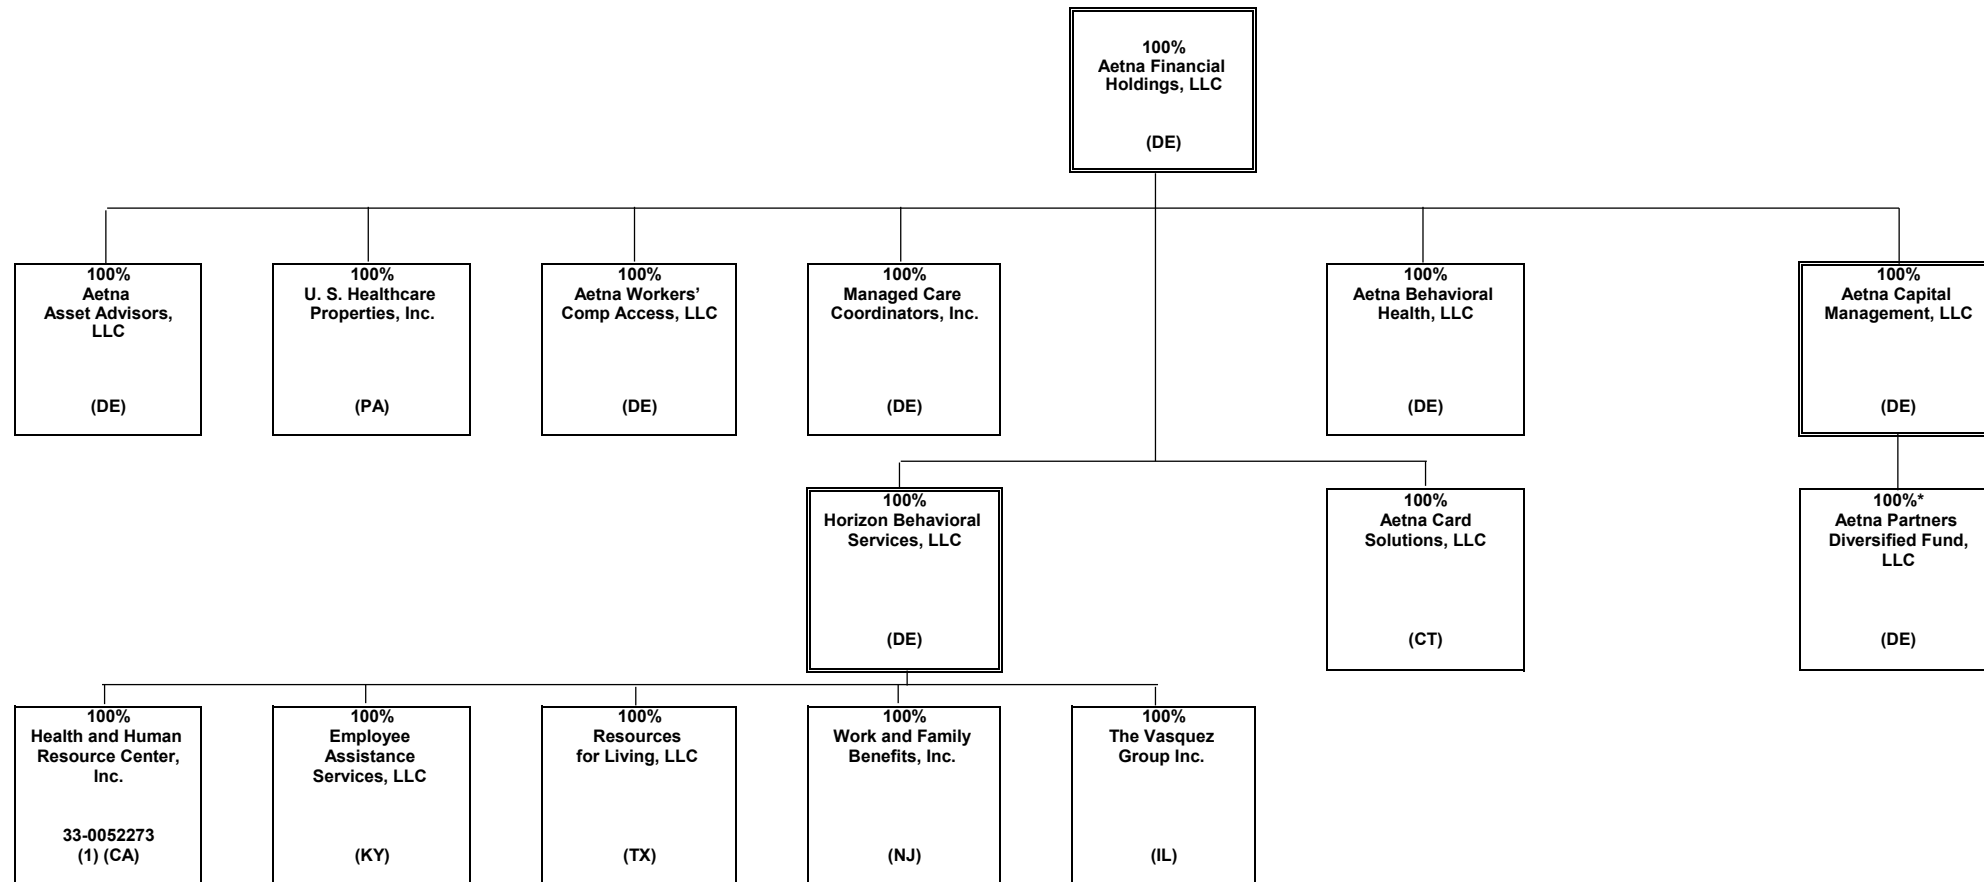 100%
Aetna Financial
Holdings, LLC
(DE)
100%
Aetna
Asset Advisors,
LLC
(DE)
100%
U. S. Healthcare
Properties, Inc.
(PA)
100%
Aetna Workers’
Comp Access, LLC
(DE)
100%
Managed Care
Coordinators, Inc.
(DE)
100%
Aetna Behavioral
Health, LLC
(DE)
100%
Aetna Capital
Management, LLC
(DE)
100%
Horizon Behavioral
Services, LLC
(DE)
100%
Aetna Card
Solutions, LLC
(CT)
100%*
Aetna Partners
Diversified Fund,
LLC
(DE)
100%
Health and Human
Resource Center,
Inc.
33-0052273
(1) (CA)
100%
Employee
Assistance
Services, LLC
(KY)
100%
Resources
for Living, LLC
(TX)
100%
Work and Family
Benefits, Inc.
(NJ)
100%
The Vasquez
Group Inc.
(IL)